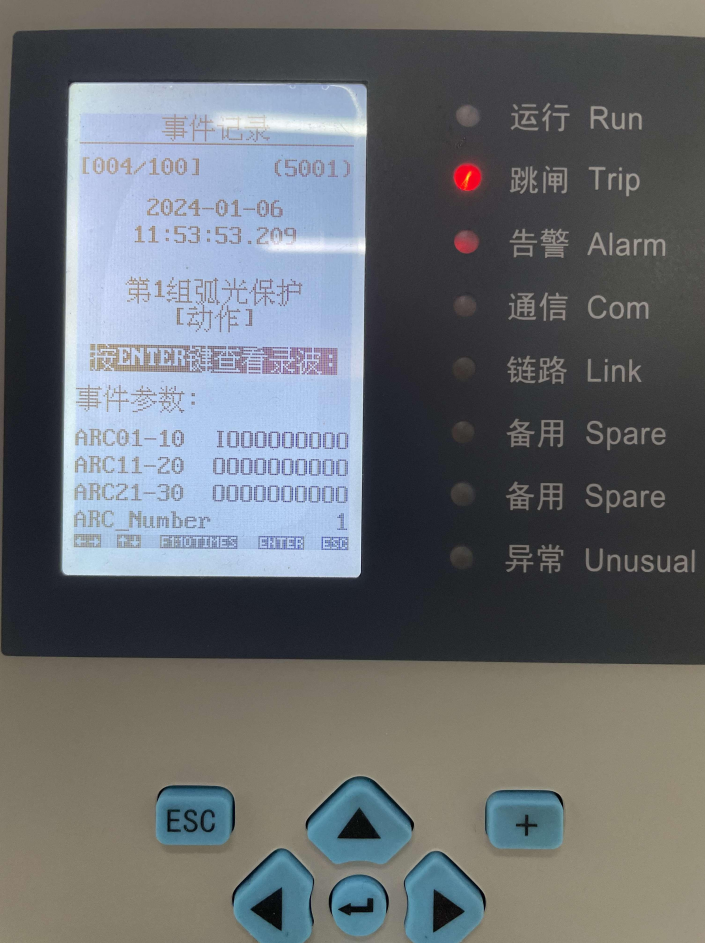 事件记录
[004/100] (5001)
2024-01-06
11:53:53.209
第1组弧光保护
[动作]
按ENTER键查看录波:
事件参数:
ARC01-10 I000000000
ARC11-20 0000000000
ARC21-30 0000000000
ARC_Number 1
ENTER ESC
运行 Run
跳闸 Trip
告警 Alarm
通信 Com
链路 Link
备用 Spare
备用 Spare
异常 Unusual
ESC
+